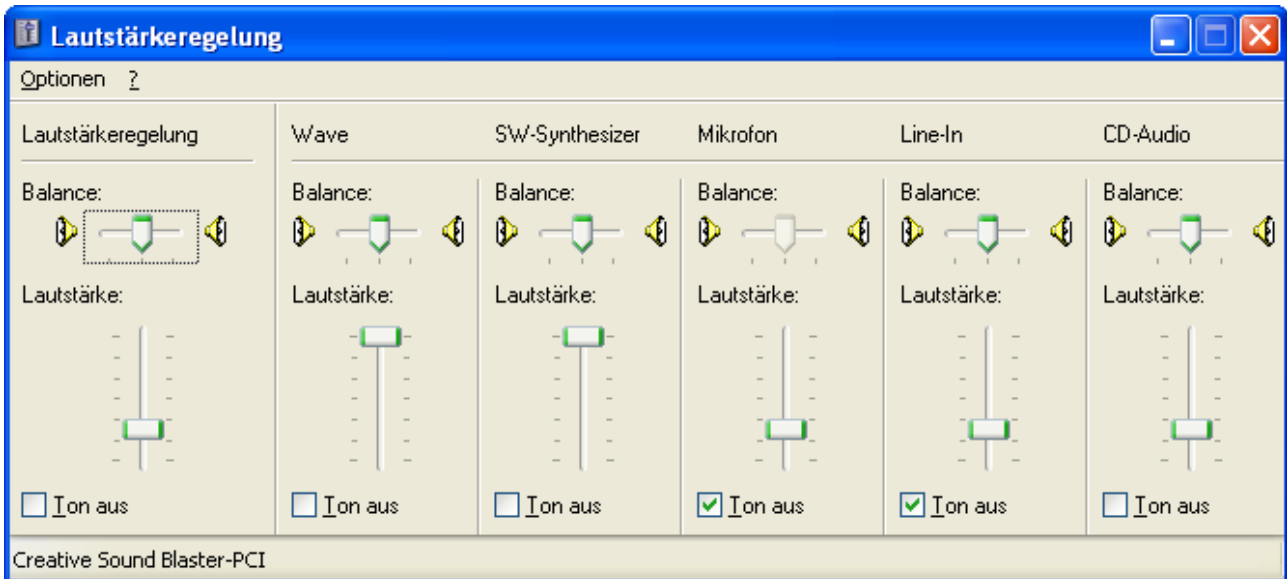 Lautstärkeregelung
Optionen ?
Lautstärkeregelung Wave SW-Synthesizer Mikrofon Line-In CD-Audio
Balance: Balance: Balance: Balance: Balance: Balance:
Lautstärke: Lautstärke: Lautstärke: Lautstärke: Lautstärke: Lautstärke:
Ton aus Ton aus Ton aus Ton aus Ton aus Ton aus
Creative Sound Blaster-PCI